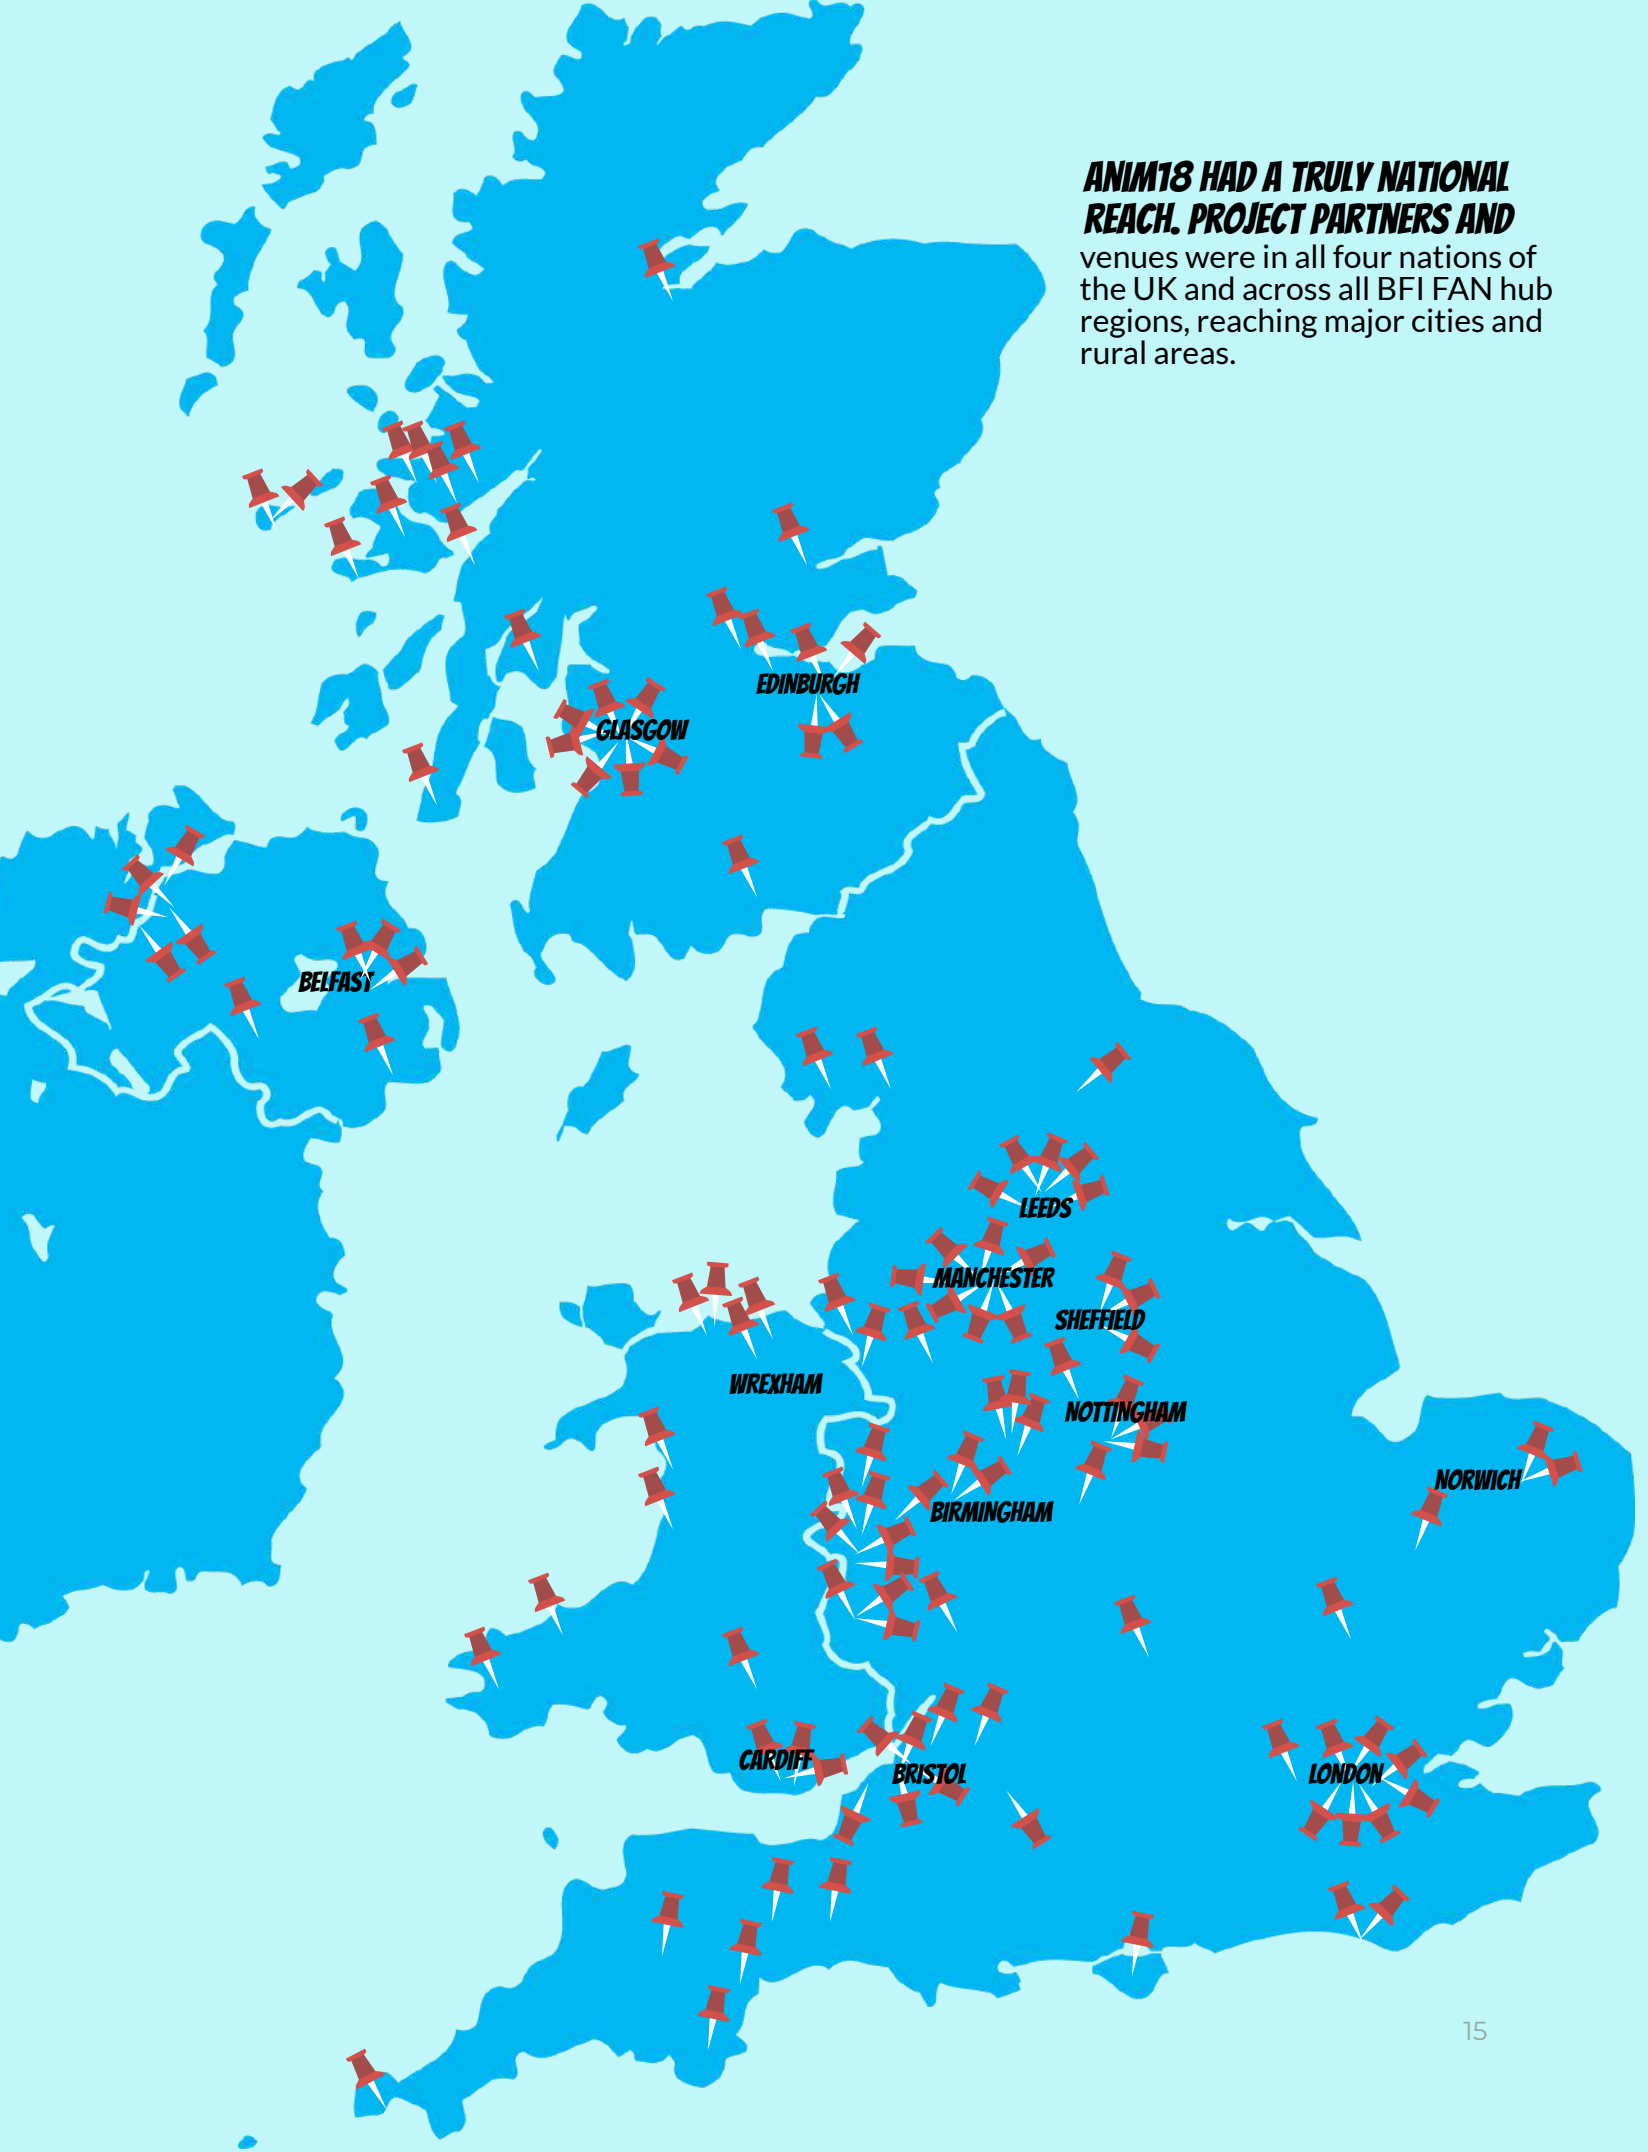 ANIM18 HAD A TRULY NATIONAL
REACH. PROJECT PARTNERS AND
venues were in all four nations of
the UK and across all BFI FAN hub
regions, reaching major cities and
rural areas.
EDINBURGH
GLASGOW
BELFAST
LEEDS
MANCHESTER
SHEFFIELD
WREXHAM
NOTTINGHAM
NORWICH
BIRMINGHAM
CARDIFF
BRISTOL
LONDON
15